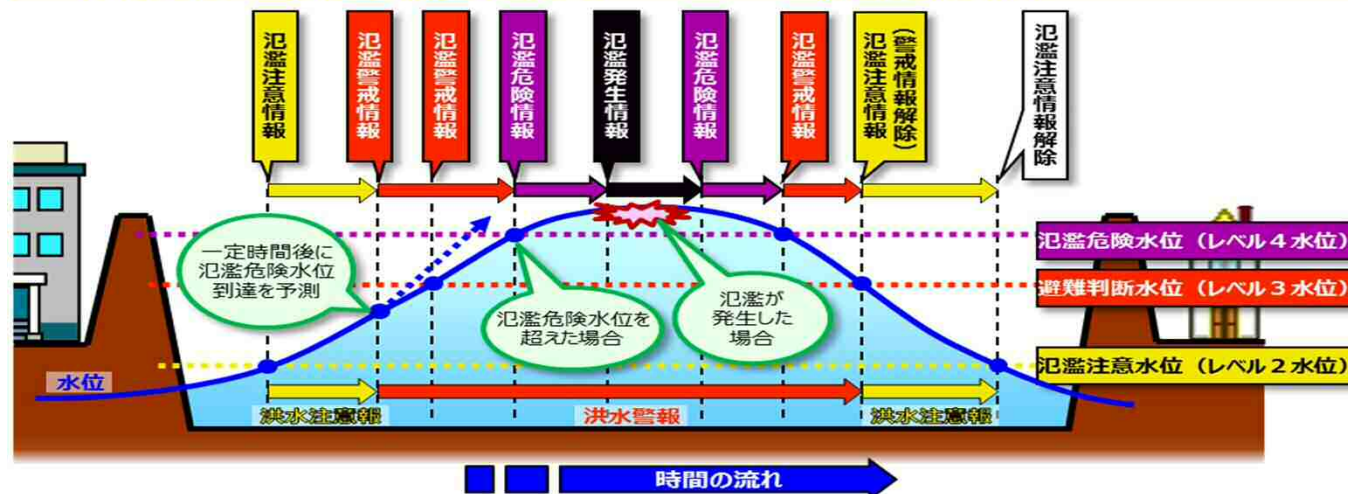 氾濫注意情報
氾濫警戒情報
氾濫警戒情報
氾濫危険情報
氾濫発生情報
氾濫危険情報
氾濫警戒情報
(警戒情報解除)
氾濫注意情報
氾濫注意情報解除
一定時間後に
氾濫危険水位
到達を予測
氾濫危険水位を
超えた場合
氾濫が
発生した
場合
氾濫危険水位(レベル4水位)
避難判断水位(レベル3水位)
氾濫注意水位(レベル2水位)
水位
洪水注意報
洪水警報
洪水注意報
時間の流れ